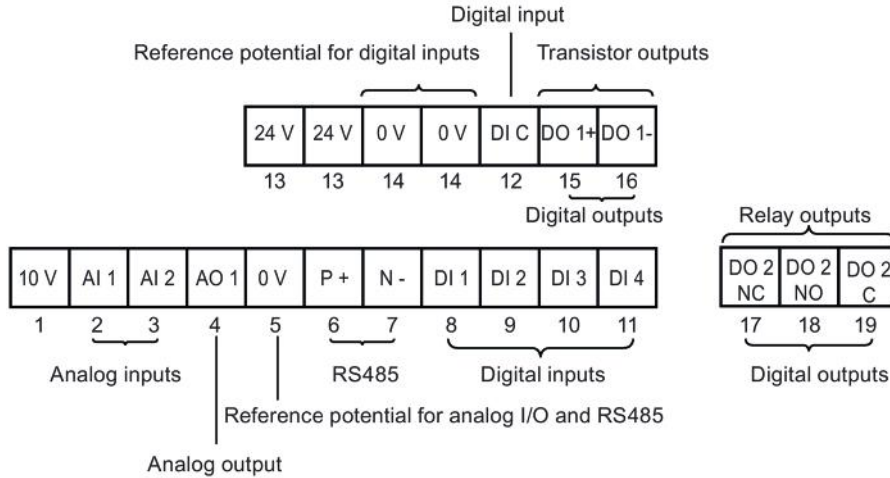 Digital input
Reference potential for digital inputs Transistor outputs
24 V 24 V 0 V 0 V DI C DO 1+ DO 1-
13 13 14 14 12 15 16
Digital outputs
Relay outputs
10 V AI 1 AI 2 AO 1 0 V P + N - DI 1 DI 2 DI 3 DI 4
DO 2 DO 2 DO 2
NC NO C
1 2 3 4 5 6 7 8 9 10 11 17 18 19
Analog inputs RS485 Digital inputs Digital outputs
Reference potential for analog I/O and RS485
Analog output